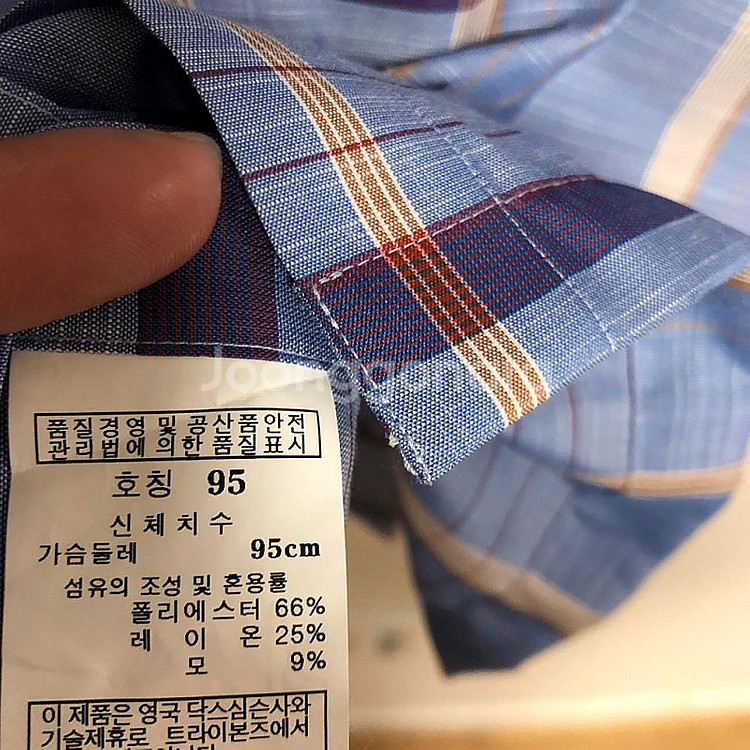 Joonggonara
품질경영 및 공산품안전
관리법에 의한 품질표시
호칭 95
신체치수
가슴둘레 95cm
섬유의 조성 및 혼용률
폴리에스터 66%
레 이 온 25%
모 9%
이 제품은 영국 닥스심슨사와
기술제휴로 트라이본즈에서